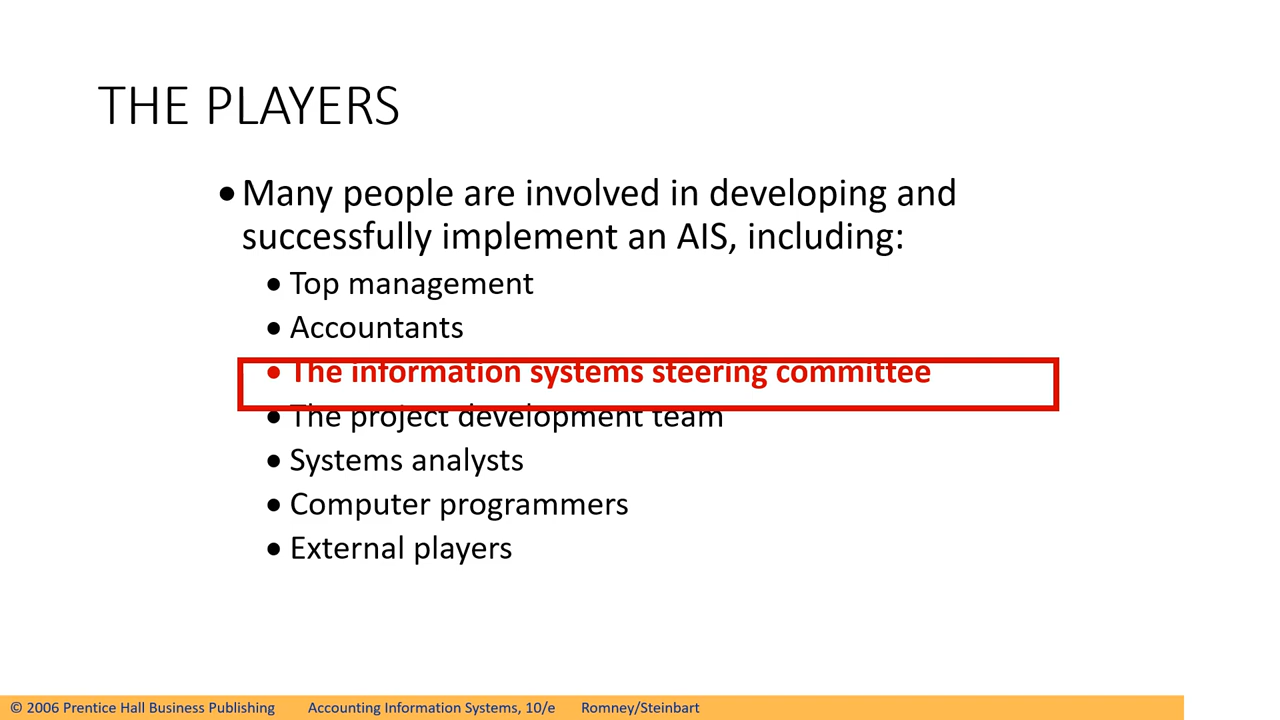 THE PLAYERS
• Many people are involved in developing and
successfully implement an AIS, including:
• Top management
• Accountants
• The information systems steering committee
• The project development team
• Systems analysts
• Computer programmers
• External players
© 2006 Prentice Hall Business Publishing Accounting Information Systems, 10/e Romney/Steinbart